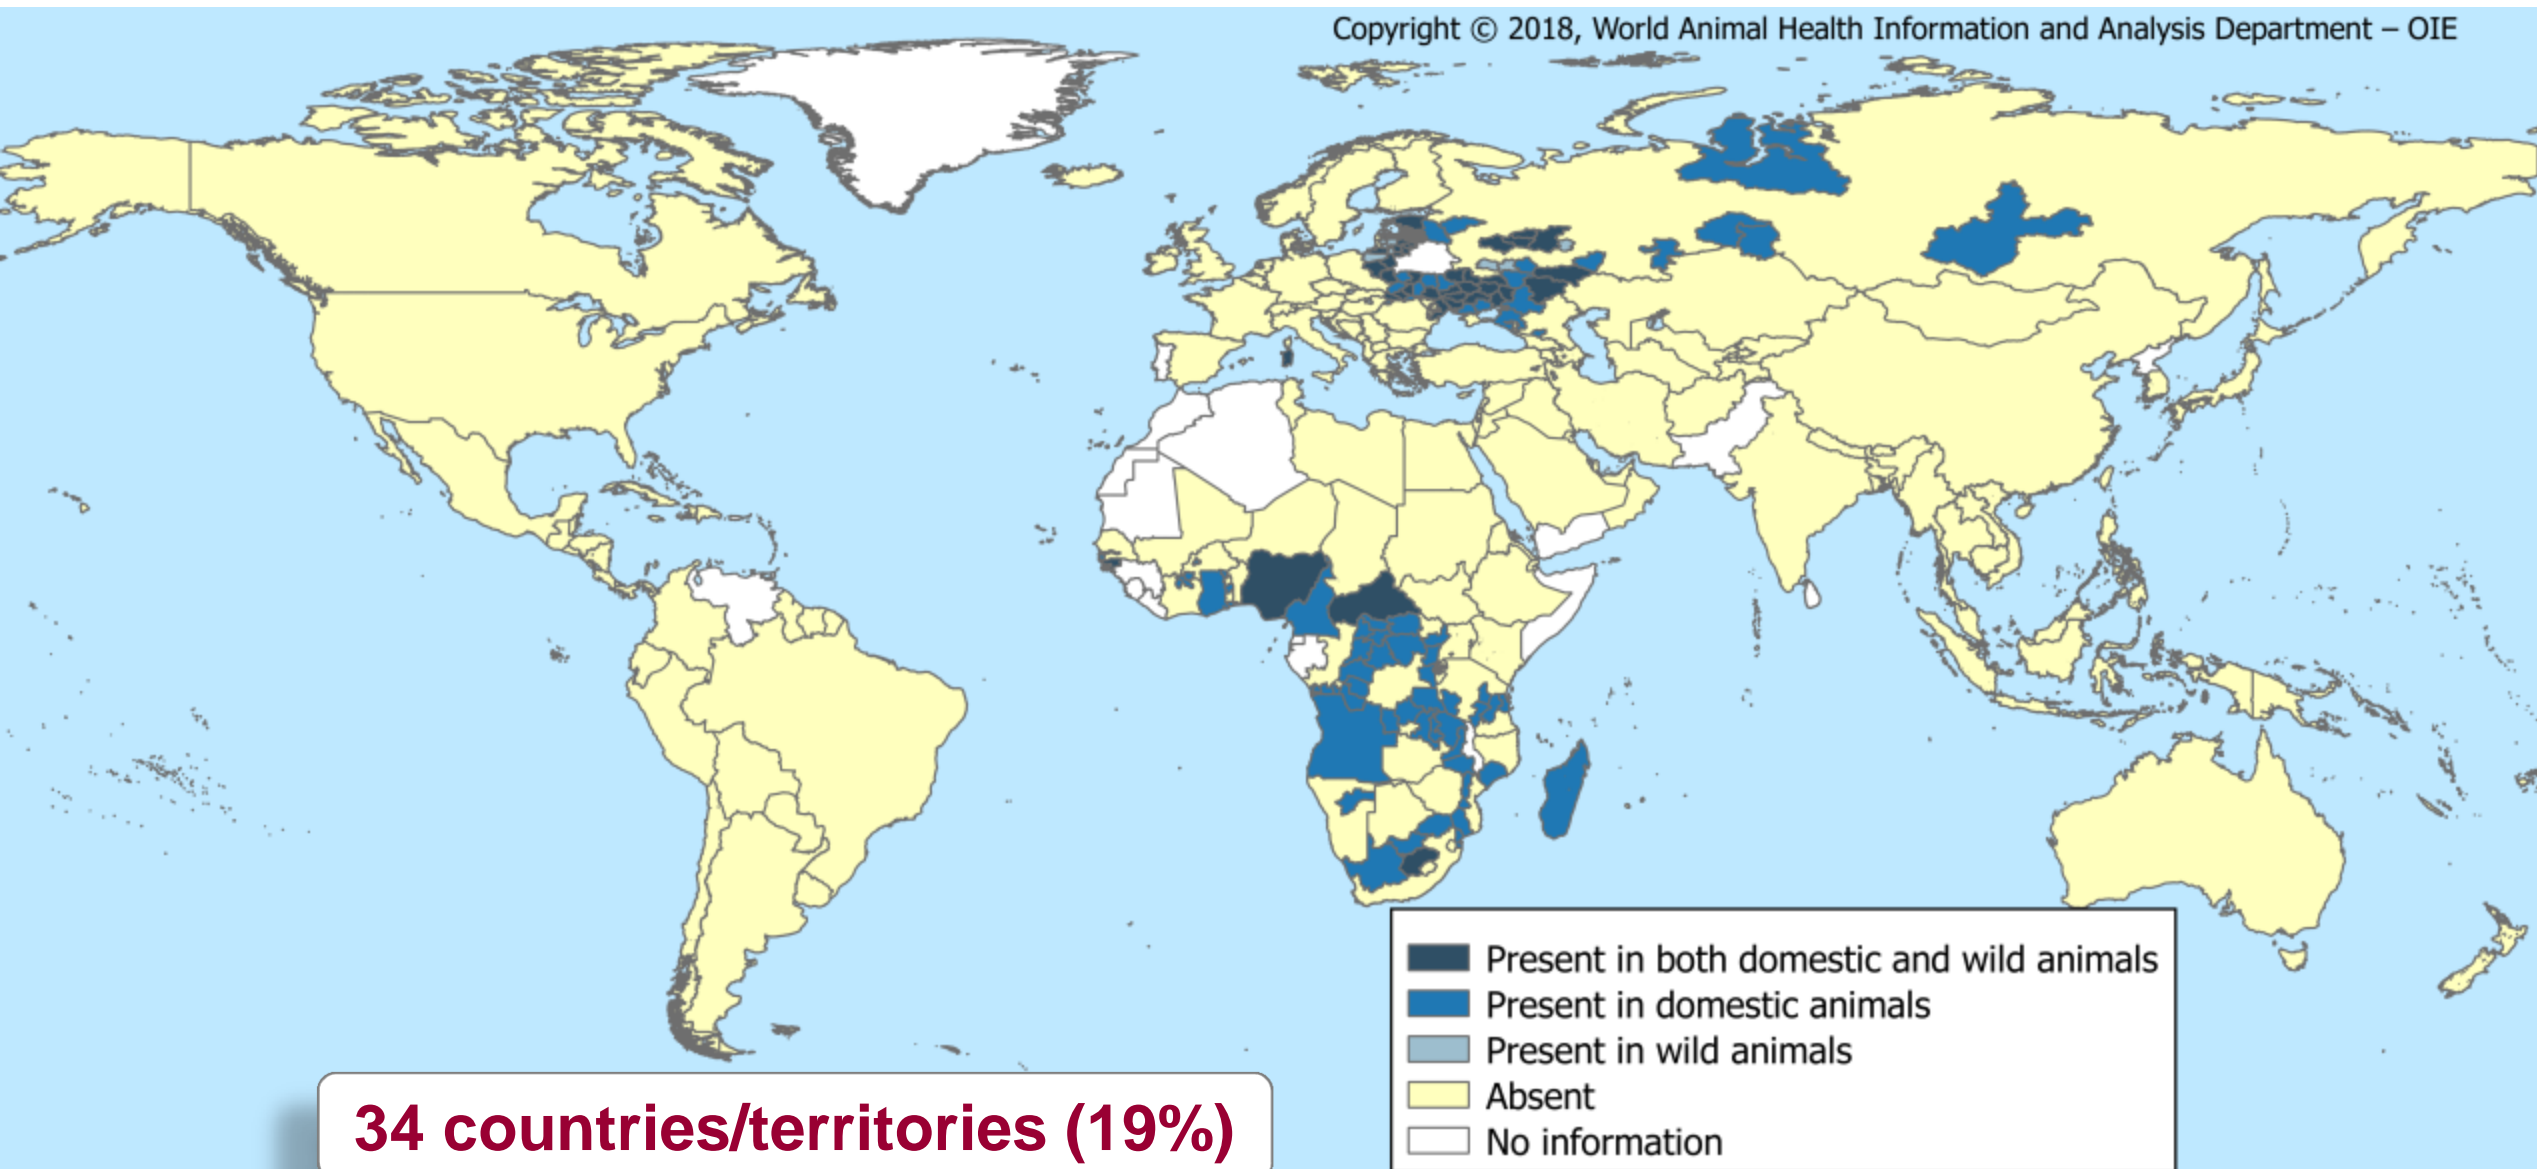 Copyright © 2018, World Animal Health Information and Analysis Department – OIE
Present in both domestic and wild animals
Present in domestic animals
Present in wild animals
Absent
No information
34 countries/territories (19%)